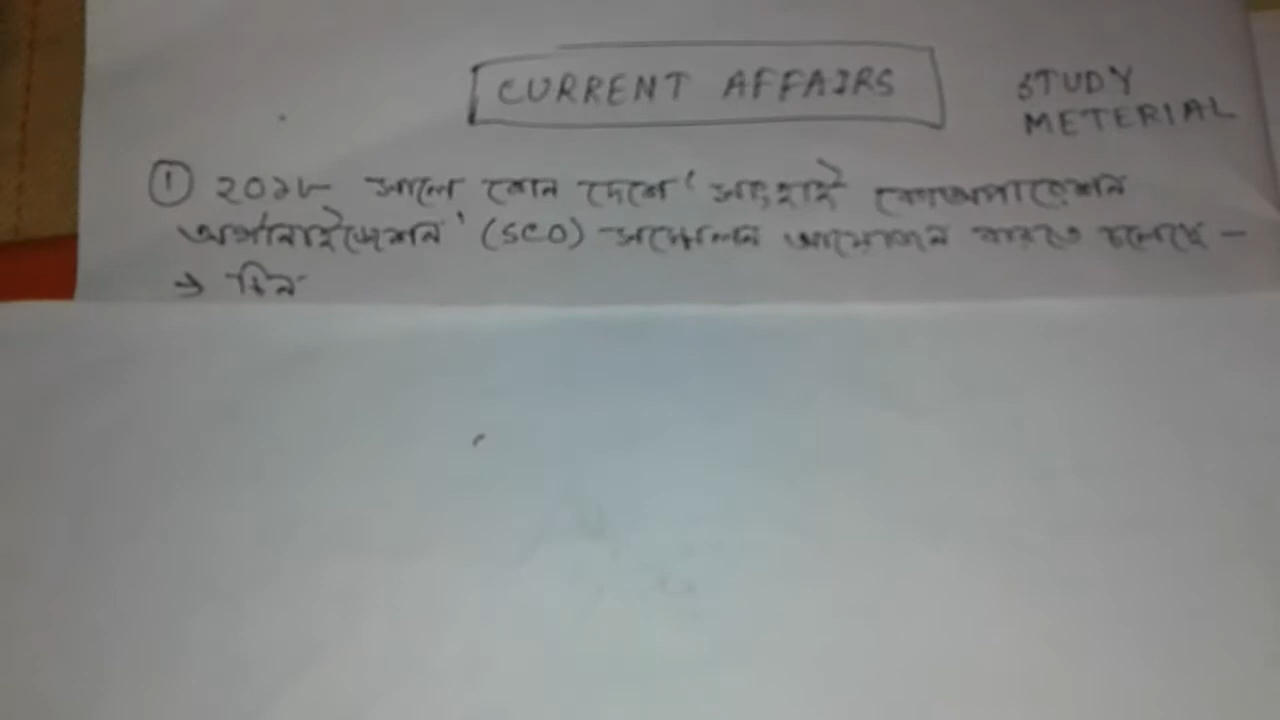 CURRENT AFFAIRS
STUDY
METERIAL
① ২০১৮ সালে কোন দেশে 'সাংহাই কোঅপারেশন
অর্গানাইজেশন' (SCO) সম্মেলন আয়োজন করতে চলেছে –
→ চিন